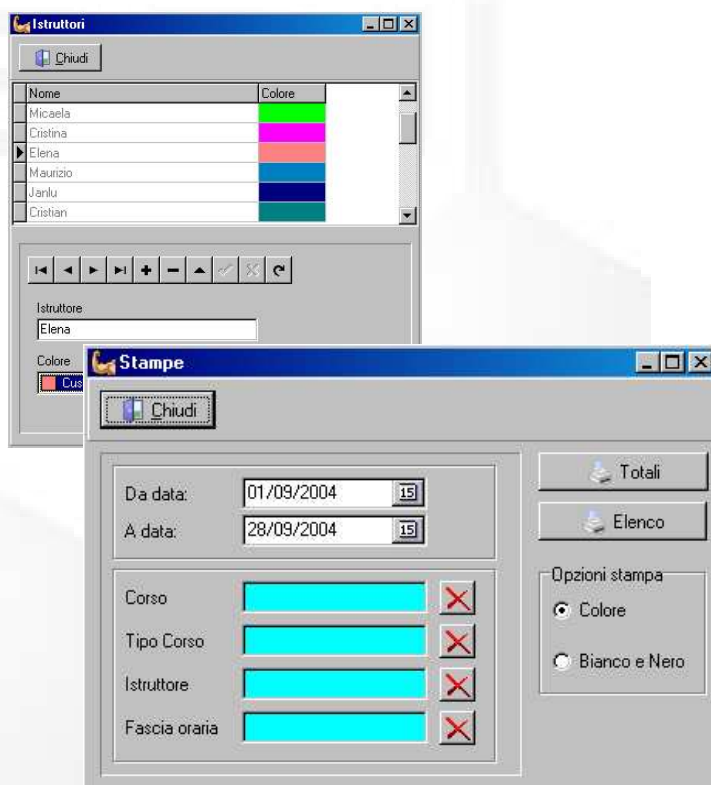 Istruttori
Chiudi
Nome Colore
Micaela
Cristina
Elena
Maurizio
Janlu
Cristian
Istruttore
Elena
Colore
Cus
Stampe
Chiudi
Da data: 01/09/2004 15
A data: 28/09/2004 15
Corso
Tipo Corso
Istruttore
Fascia oraria
Totali
Elenco
Opzioni stampa
Colore
Bianco e Nero